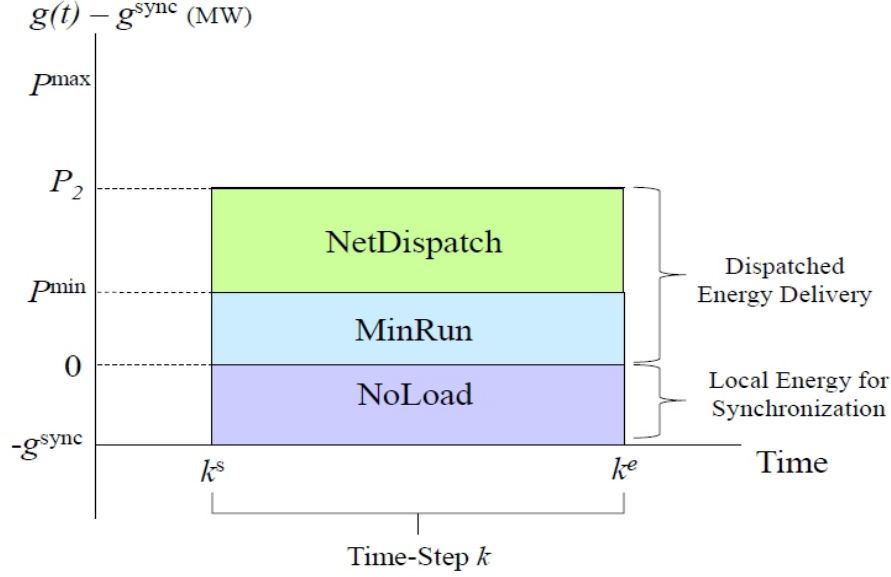 g(t) – g^sync (MW)
P^max
P_2
NetDispatch
Dispatched
Energy Delivery
P^min
MinRun
0
NoLoad
Local Energy for
Synchronization
-g^sync
k^s
k^e
Time
Time-Step k